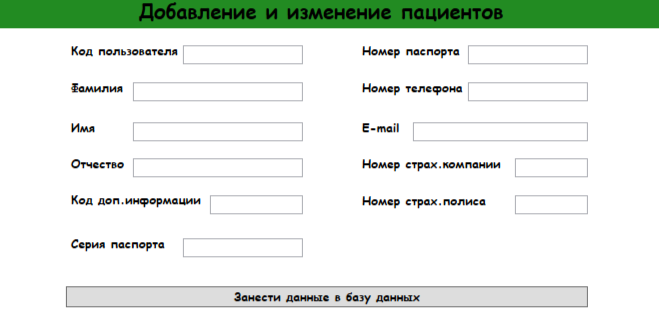 Добавление и изменение пациентов
Код пользователя
Фамилия
Имя
Отчество
Код доп.информации
Серия паспорта
Номер паспорта
Номер телефона
E-mail
Номер страх.компании
Номер страх.полиса
Занести данные в базу данных